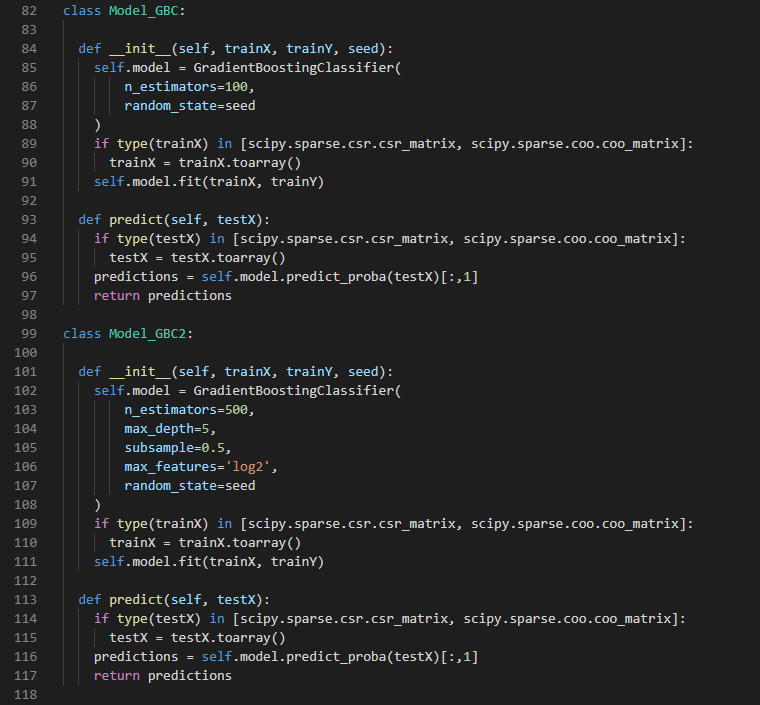 82 class Model_GBC:
83
84   def __init__(self, trainX, trainY, seed):
85     self.model = GradientBoostingClassifier(
86         n_estimators=100,
87         random_state=seed
88     )
89     if type(trainX) in [scipy.sparse.csr.csr_matrix, scipy.sparse.coo.coo_matrix]:
90       trainX = trainX.toarray()
91     self.model.fit(trainX, trainY)
92
93   def predict(self, testX):
94     if type(testX) in [scipy.sparse.csr.csr_matrix, scipy.sparse.coo.coo_matrix]:
95       testX = testX.toarray()
96     predictions = self.model.predict_proba(testX)[:,1]
97     return predictions
98
99 class Model_GBC2:
100
101   def __init__(self, trainX, trainY, seed):
102     self.model = GradientBoostingClassifier(
103         n_estimators=500,
104         max_depth=5,
105         subsample=0.5,
106         max_features='log2',
107         random_state=seed
108     )
109     if type(trainX) in [scipy.sparse.csr.csr_matrix, scipy.sparse.coo.coo_matrix]:
110       trainX = trainX.toarray()
111     self.model.fit(trainX, trainY)
112
113   def predict(self, testX):
114     if type(testX) in [scipy.sparse.csr.csr_matrix, scipy.sparse.coo.coo_matrix]:
115       testX = testX.toarray()
116     predictions = self.model.predict_proba(testX)[:,1]
117     return predictions
118